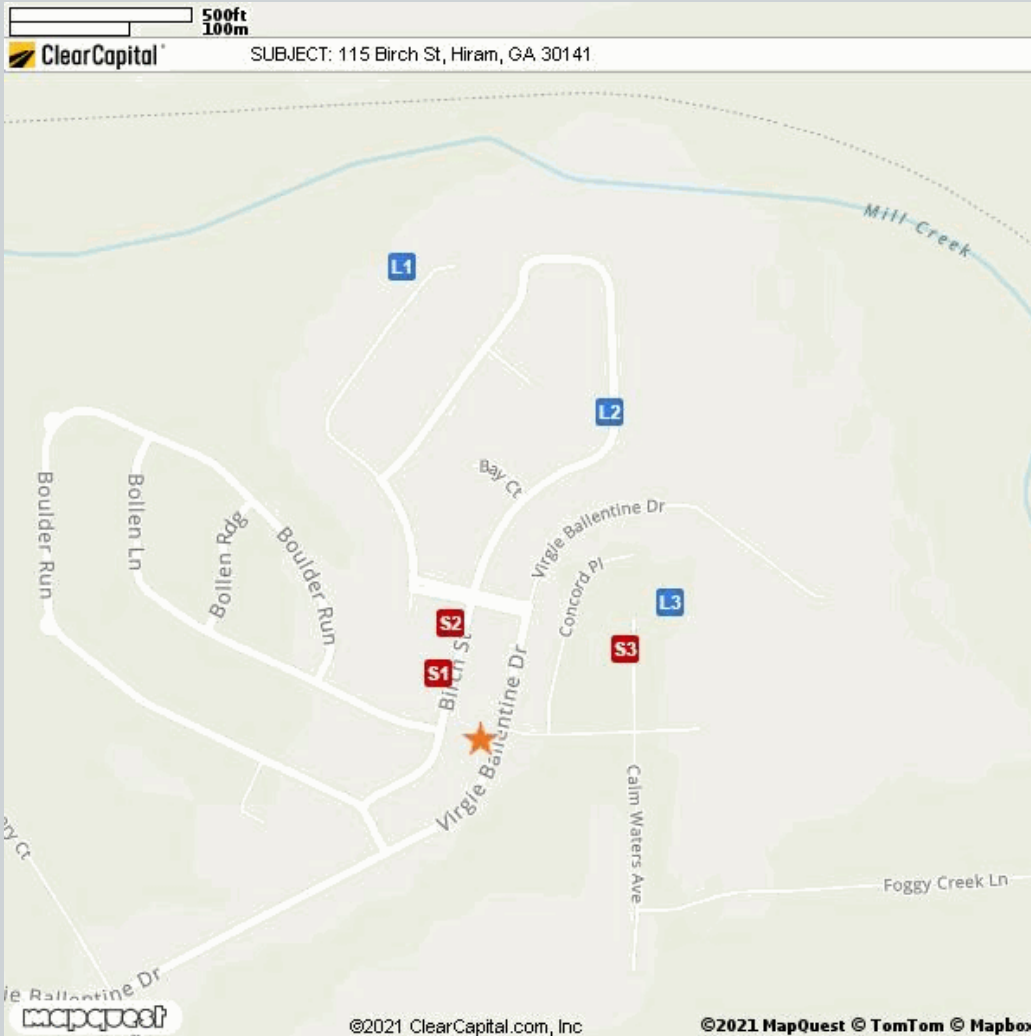 500ft
100m
ClearCapital
SUBJECT: 115 Birch St, Hiram, GA 30141
Mill Creek
L1
L2
Bay Ct
Virgie Ballentine Dr
Boulder Run
Bollen Ln
Bollen Rdg
Boulder Run
Concord Pl
L3
S2
S1
S3
Birch St
Virgie Ballentine Dr
Calm Waters Ave
ry Ct
Foggy Creek Ln
ie Ballentine Dr
mapquest
©2021 ClearCapital.com, Inc
©2021 MapQuest © TomTom © Mapbox